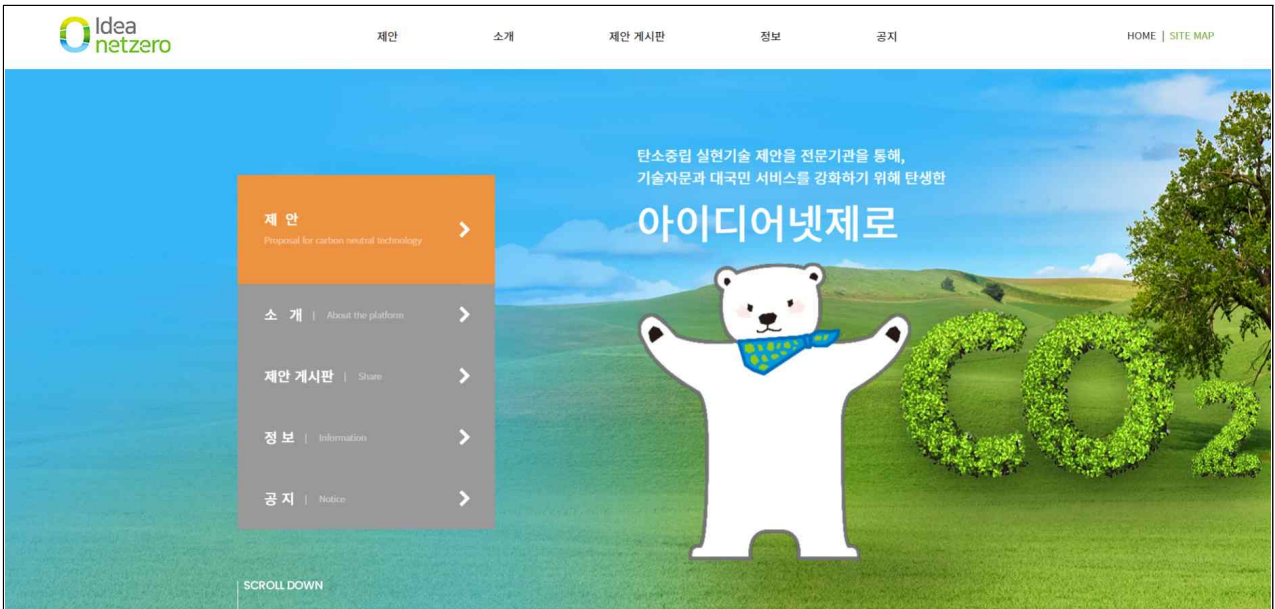 Idea
netzero
제안 소개 제안 게시판 정보 공지 HOME | SITE MAP
탄소중립 실현기술 제안을 전문기관을 통해,
기술자문과 대국민 서비스를 강화하기 위해 탄생한
아이디어넷제로
제 안
Proposal for carbon neutral technology
소 개 | About the platform
제안 게시판 | Share
정 보 | Information
공 지 | Notice
CO2
SCROLL DOWN